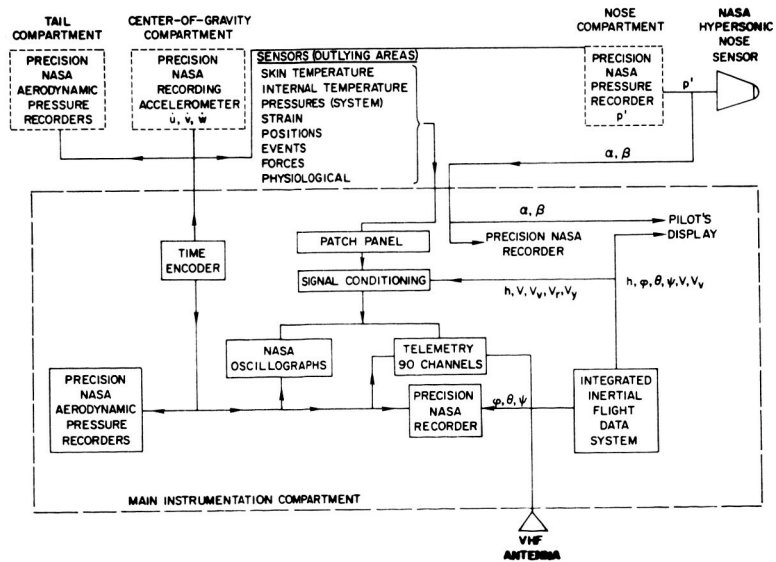 TAIL
COMPARTMENT
PRECISION
NASA
AERODYNAMIC
PRESSURE
RECORDERS
CENTER-OF-GRAVITY
COMPARTMENT
PRECISION
NASA
RECORDING
ACCELEROMETER
u̇, v̇, ẇ
SENSORS (OUTLYING AREAS)
SKIN TEMPERATURE
INTERNAL TEMPERATURE
PRESSURES (SYSTEM)
STRAIN
POSITIONS
EVENTS
FORCES
PHYSIOLOGICAL
NOSE
COMPARTMENT
PRECISION
NASA
PRESSURE
RECORDER
p'
p'
NASA
HYPERSONIC
NOSE
SENSOR
α, β
α, β
PILOT'S
DISPLAY
PRECISION NASA
RECORDER
PATCH PANEL
TIME
ENCODER
SIGNAL CONDITIONING
h, V, Vv, Vr, Vy
h, φ, θ, ψ, V, Vv
NASA
OSCILLOGRAPHS
TELEMETRY
90 CHANNELS
PRECISION
NASA
AERODYNAMIC
PRESSURE
RECORDERS
PRECISION
NASA
RECORDER
φ, θ, ψ
INTEGRATED
INERTIAL
FLIGHT
DATA
SYSTEM
MAIN INSTRUMENTATION COMPARTMENT
VHF
ANTENNA